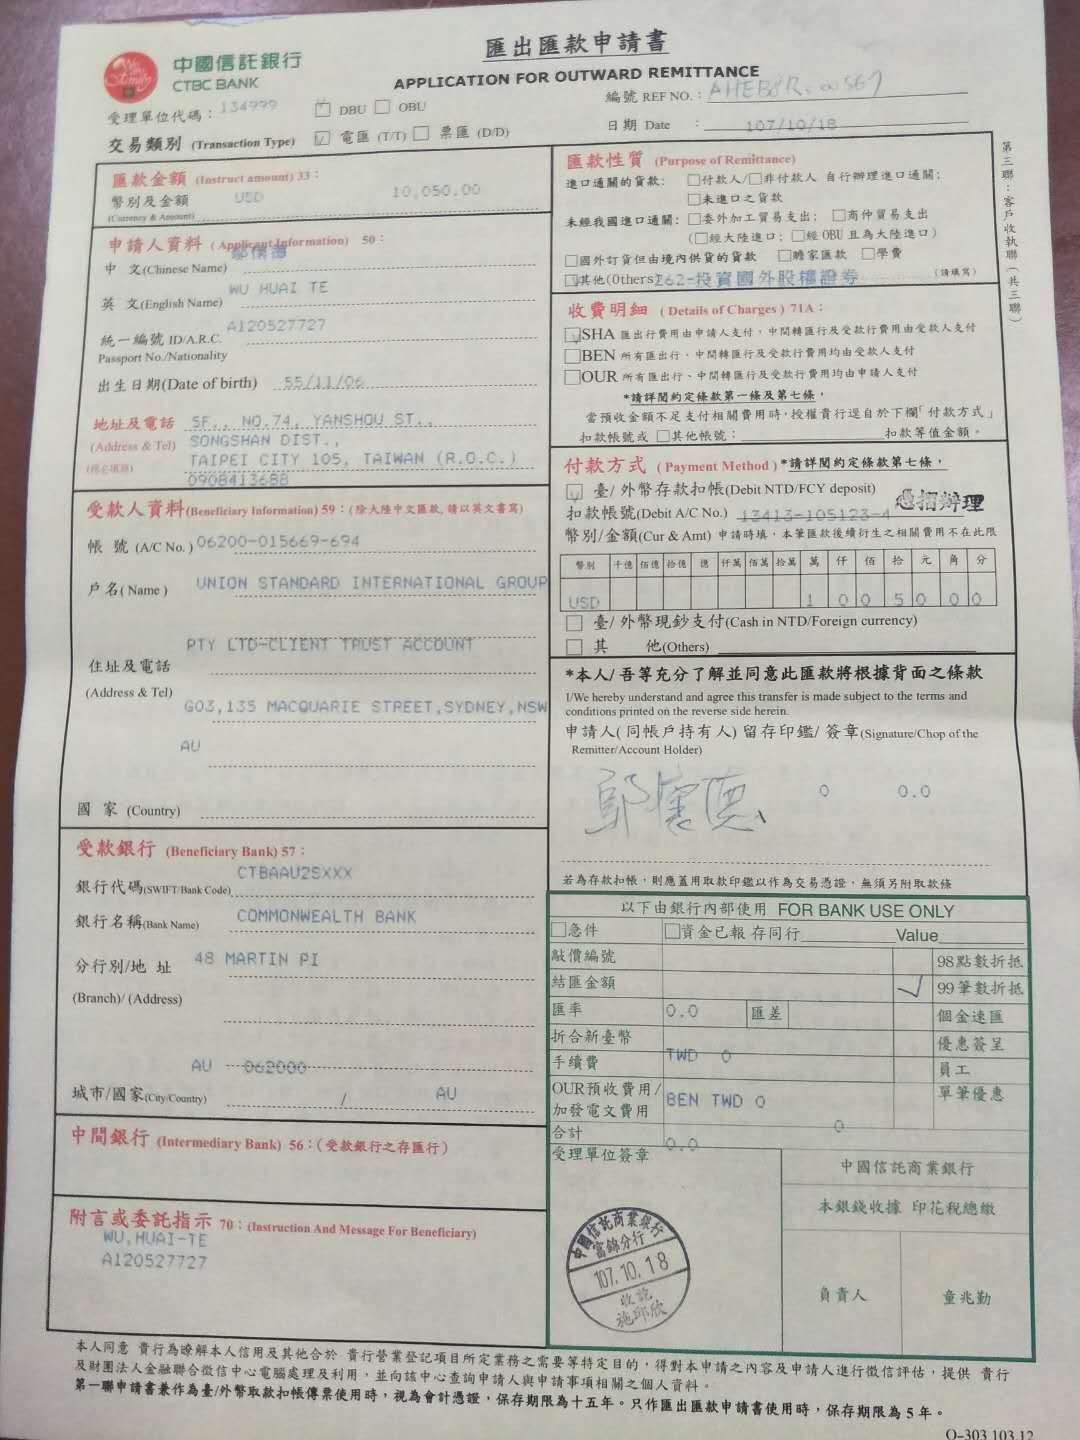 中國信託銀行
CTBC BANK
匯出匯款申請書
APPLICATION FOR OUTWARD REMITTANCE
受理單位代碼：134999 DBU OBU
編號 REF NO.：
交易類別 (Transaction Type) 電匯 (T/T) 票匯 (D/D)
日期 Date ： 107/10/18
第三聯：客戶收執聯（共三聯）
匯款金額 (Instruct amount) 33：
幣別及金額 USD 10,050.00
(Currency & Amount)
申請人資料 (Applicant Information) 50：
中 文(Chinese Name)
英 文(English Name) WU HUAI TE
統一編號 ID/A.R.C. A120527727
Passport No./Nationality
出生日期(Date of birth) 55/11/06
地址及電話 5F., NO.74, YANSHOU ST.,
(Address & Tel) SONGSHAN DIST.,
TAIPEI CITY 105, TAIWAN (R.O.C.)
0908413688
受款人資料(Beneficiary Information) 59：(除大陸中文匯款,請以英文書寫)
帳 號 (A/C No.) 06200-015669-694
戶名(Name) UNION STANDARD INTERNATIONAL GROUP
PTY LTD-CLIENT TRUST ACCOUNT
住址及電話
(Address & Tel)
G03,135 MACQUARIE STREET,SYDNEY,NSW
AU
國 家 (Country)
受款銀行 (Beneficiary Bank) 57：
銀行代碼(SWIFT/Bank Code) CTBAAU2SXXX
銀行名稱(Bank Name) COMMONWEALTH BANK
分行別/地 址 48 MARTIN PI
(Branch)/ (Address)
AU 062000
城市/國家(City/Country) / AU
中間銀行 (Intermediary Bank) 56：(受款銀行之存匯行)
附言或委託指示 70：(Instruction And Message For Beneficiary)
WU,HUAI-TE
A120527727
匯款性質 (Purpose of Remittance)
進口通關的貨款： 付款人/ 非付款人 自行辦理進口通關；
未進口之貨款
未經我國進口通關： 委外加工貿易支出； 商仲貿易支出
( 經大陸進口； 經 OBU 且為大陸進口)
國外訂貨但由境內供貨的貨款 贍家匯款 學費
其他(Others) 262-投資國外股權證券 (請填寫)
收費明細 (Details of Charges) 71A：
SHA 匯出行費用由申請人支付，中間轉匯行及受款行費用由受款人支付
BEN 所有匯出行、中間轉匯行及受款行費用均由受款人支付
OUR 所有匯出行、中間轉匯行及受款行費用均由申請人支付
*請詳閱約定條款第一條及第七條，
當預收金額不足支付相關費用時，授權貴行逕自於下欄「付款方式」
扣款帳號或 其他帳號： 扣款等值金額。
付款方式 (Payment Method)*請詳閱約定條款第七條，
臺/外幣存款扣帳(Debit NTD/FCY deposit)
扣款帳號(Debit A/C No.) 13413-105123-4 憑摺辦理
幣別/金額(Cur & Amt) 申請時填，本筆匯款後續衍生之相關費用不在此限
幣別 千億 佰億 拾億 億 仟萬 佰萬 拾萬 萬 仟 佰 拾 元 角 分
USD 1 0 0 5 0 0 0
臺/外幣現鈔支付(Cash in NTD/Foreign currency)
其 他(Others)
*本人/吾等充分了解並同意此匯款將根據背面之條款
I/We hereby understand and agree this transfer is made subject to the terms and
conditions printed on the reverse side herein.
申請人(同帳戶持有人)留存印鑑/簽章(Signature/Chop of the
Remitter/Account Holder)
0 0.0
若為存款扣帳，則應蓋用取款印鑑以作為交易憑證，無須另附取款條
以下由銀行內部使用 FOR BANK USE ONLY
急件 資金已報 存同行 Value
敲價編號 98點數折抵
結匯金額 99筆數折抵
匯率 0.0 匯差 個金速匯
折合新臺幣 優惠簽呈
手續費 TWD 0 員工
OUR預收費用/ BEN TWD 0 單筆優惠
加發電文費用
合計 0.0 0
受理單位簽章
中國信託商業銀行
本銀錢收據 印花稅總繳
負責人 童兆勤
中國信託商業銀行
富錦分行
107.10.18
收訖
施邱欣
本人同意 貴行為瞭解本人信用及其他合於 貴行營業登記項目所定業務之需要等特定目的，得對本申請之內容及申請人進行徵信評估，提供 貴行
及財團法人金融聯合徵信中心電腦處理及利用，並向該中心查詢申請人與申請事項相關之個人資料。
第一聯申請書兼作為臺/外幣取款扣帳傳票使用時，視為會計憑證，保存期限為十五年。只作匯出匯款申請書使用時，保存期限為 5 年。
O-303 103.12